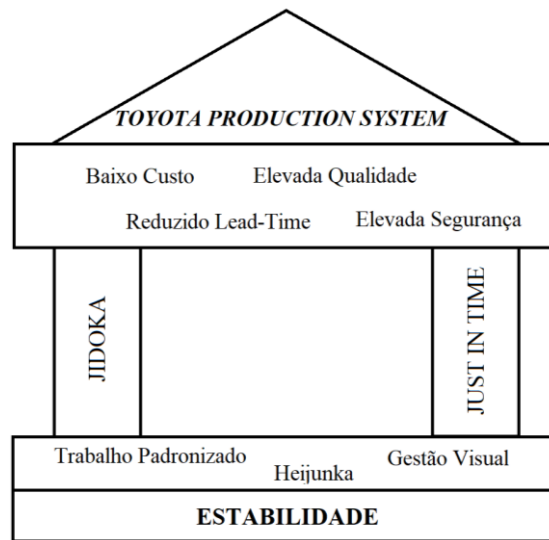 TOYOTA PRODUCTION SYSTEM
Baixo Custo
Elevada Qualidade
Reduzido Lead-Time
Elevada Segurança
JIDOKA
JUST IN TIME
Trabalho Padronizado
Heijunka
Gestão Visual
ESTABILIDADE